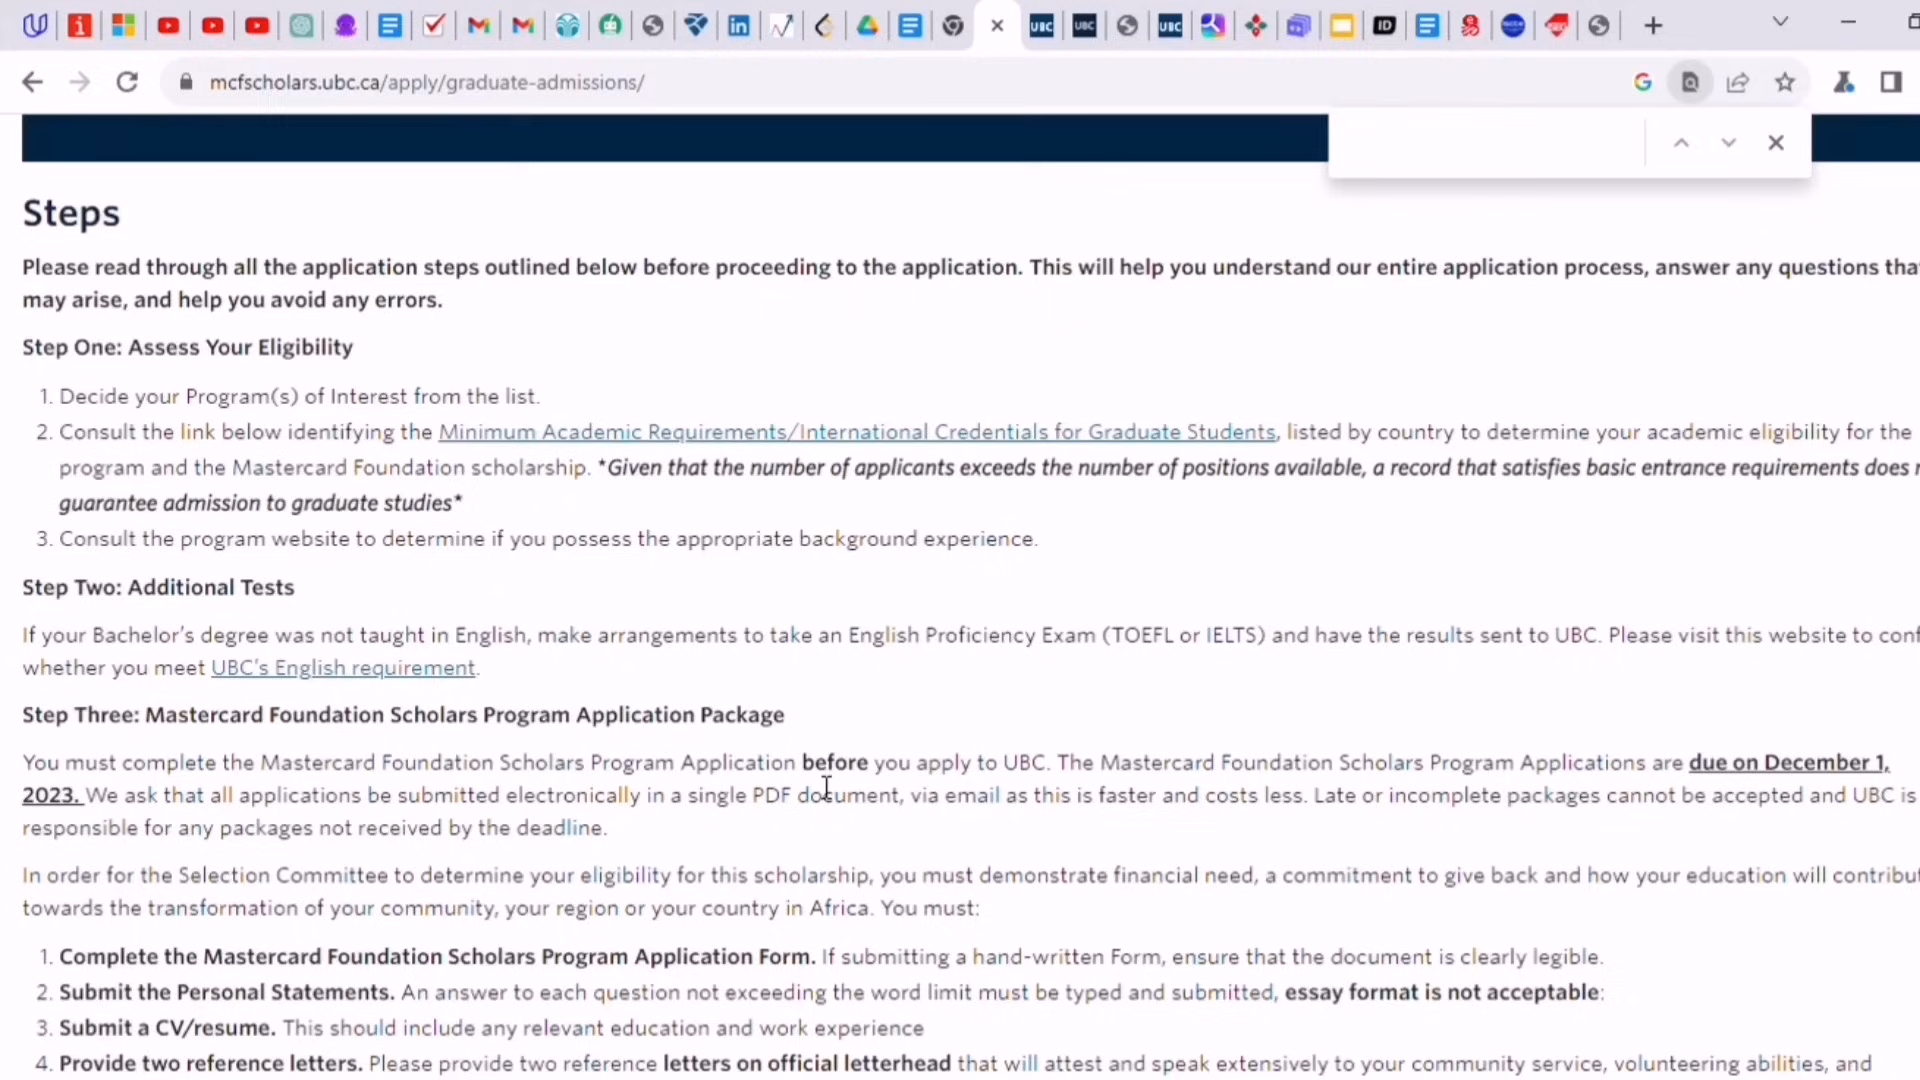 UBC UBC UBC ID
mcfscholars.ubc.ca/apply/graduate-admissions/
Steps
Please read through all the application steps outlined below before proceeding to the application. This will help you understand our entire application process, answer any questions tha
may arise, and help you avoid any errors.
Step One: Assess Your Eligibility
1. Decide your Program(s) of Interest from the list.
2. Consult the link below identifying the Minimum Academic Requirements/International Credentials for Graduate Students, listed by country to determine your academic eligibility for the
program and the Mastercard Foundation scholarship. *Given that the number of applicants exceeds the number of positions available, a record that satisfies basic entrance requirements does
guarantee admission to graduate studies*
3. Consult the program website to determine if you possess the appropriate background experience.
Step Two: Additional Tests
If your Bachelor's degree was not taught in English, make arrangements to take an English Proficiency Exam (TOEFL or IELTS) and have the results sent to UBC. Please visit this website to conf
whether you meet UBC's English requirement.
Step Three: Mastercard Foundation Scholars Program Application Package
You must complete the Mastercard Foundation Scholars Program Application before you apply to UBC. The Mastercard Foundation Scholars Program Applications are due on December 1,
2023. We ask that all applications be submitted electronically in a single PDF document, via email as this is faster and costs less. Late or incomplete packages cannot be accepted and UBC is
responsible for any packages not received by the deadline.
In order for the Selection Committee to determine your eligibility for this scholarship, you must demonstrate financial need, a commitment to give back and how your education will contribu
towards the transformation of your community, your region or your country in Africa. You must:
1. Complete the Mastercard Foundation Scholars Program Application Form. If submitting a hand-written Form, ensure that the document is clearly legible.
2. Submit the Personal Statements. An answer to each question not exceeding the word limit must be typed and submitted, essay format is not acceptable:
3. Submit a CV/resume. This should include any relevant education and work experience
4. Provide two reference letters. Please provide two reference letters on official letterhead that will attest and speak extensively to your community service, volunteering abilities, and